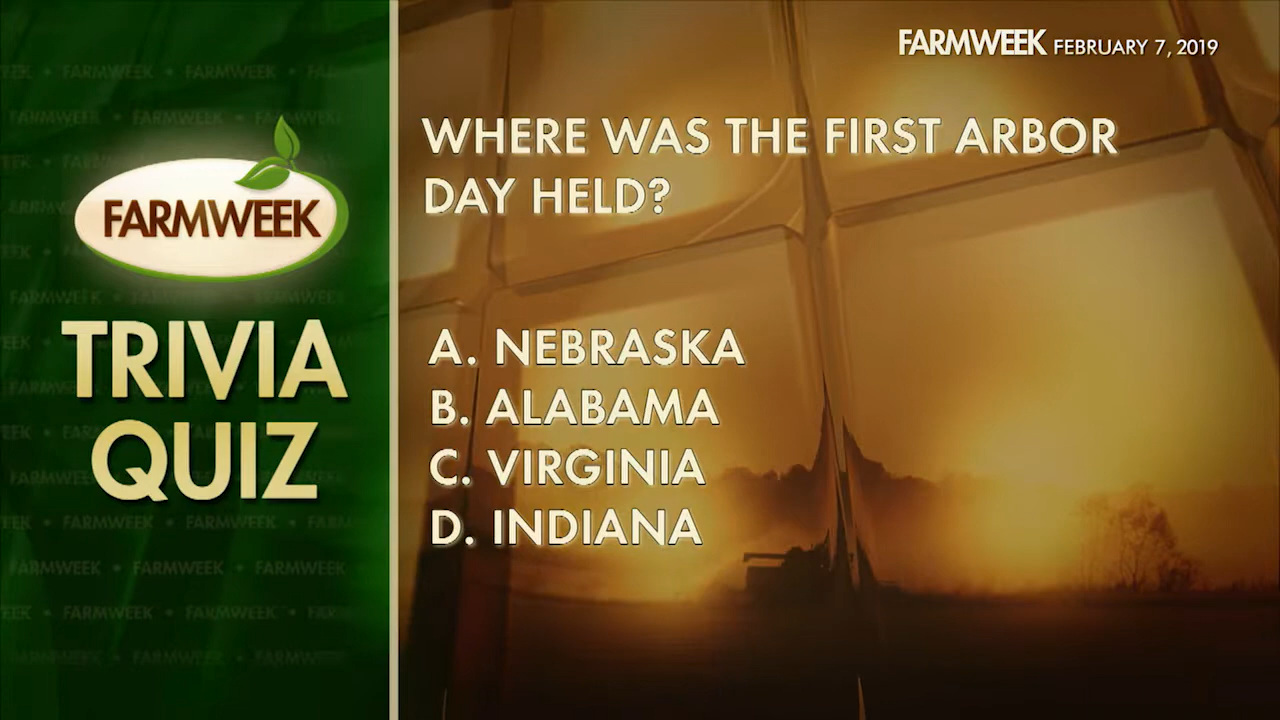 FARMWEEK FEBRUARY 7, 2019
FARMWEEK
TRIVIA
QUIZ
WHERE WAS THE FIRST ARBOR
DAY HELD?
A. NEBRASKA
B. ALABAMA
C. VIRGINIA
D. INDIANA